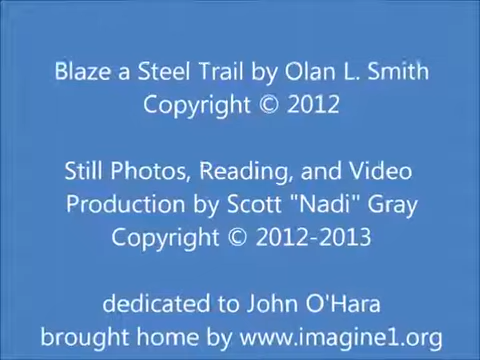 Blaze a Steel Trail by Olan L. Smith
Copyright © 2012
Still Photos, Reading, and Video
Production by Scott "Nadi" Gray
Copyright © 2012-2013
dedicated to John O'Hara
brought home by www.imagine1.org